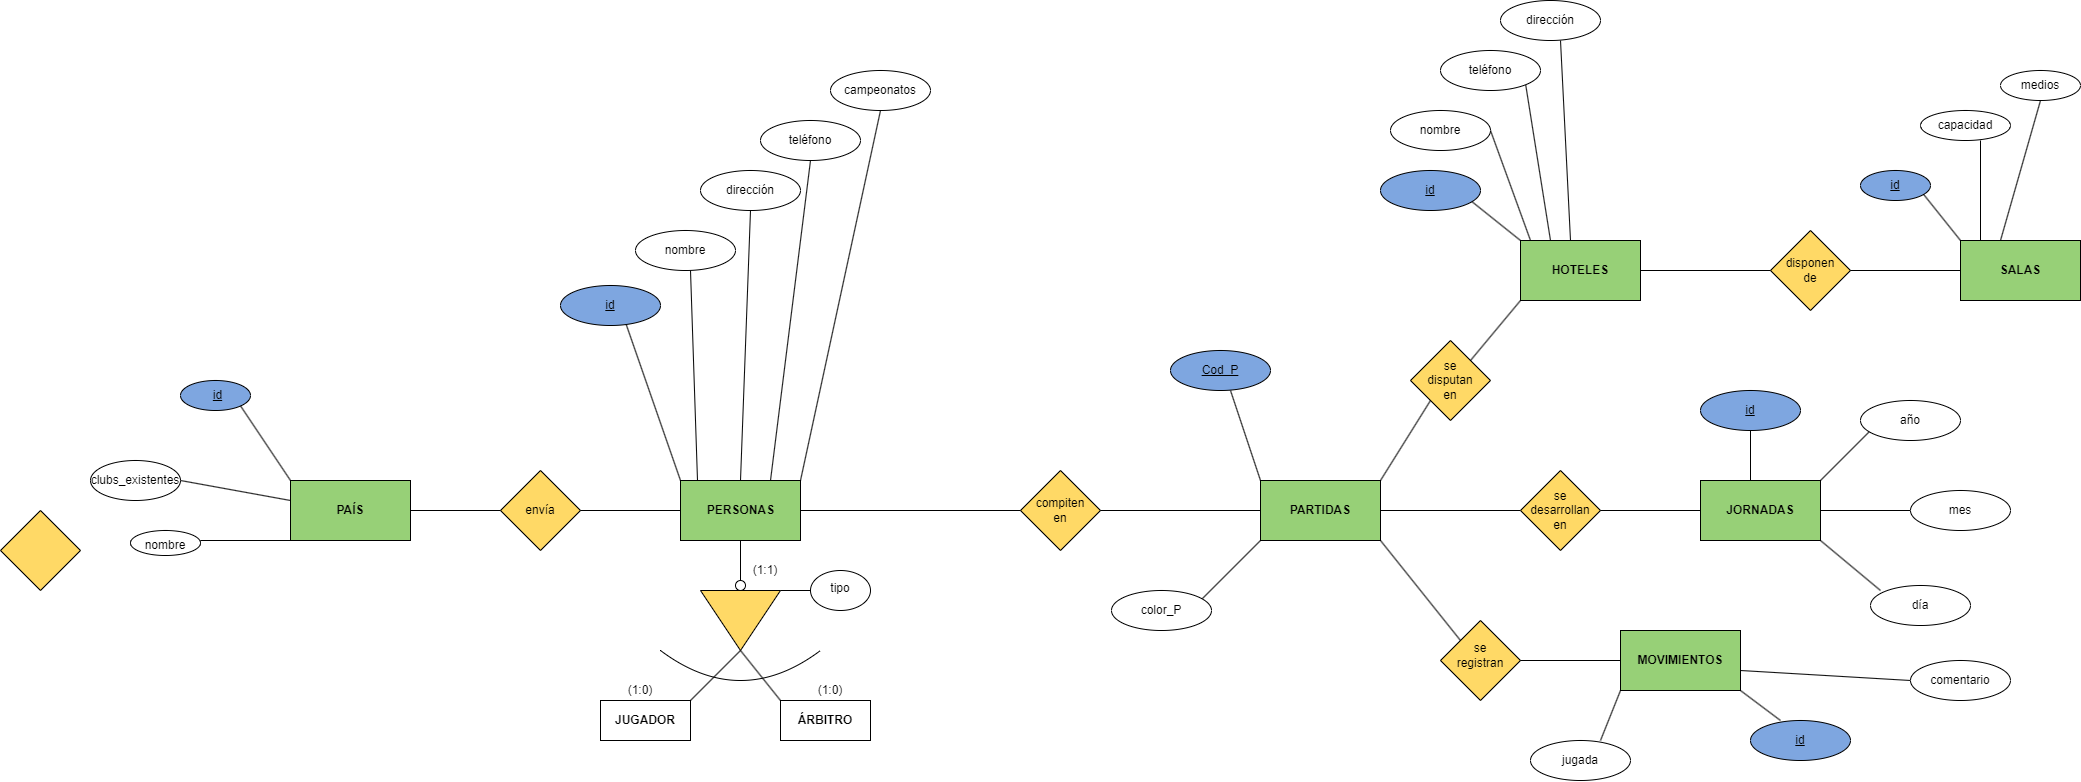 dirección
teléfono
campeonatos
medios
nombre
capacidad
teléfono
id
id
dirección
nombre
HOTELES
disponen
de
SALAS
id
Cod_P
se
disputan
en
id
id
año
clubs_existentes
nombre
PAÍS
envía
PERSONAS
compiten
en
PARTIDAS
se
desarrollan
en
JORNADAS
mes
(1:1)
tipo
color_P
día
se
registran
MOVIMIENTOS
comentario
(1:0)
(1:0)
JUGADOR
ÁRBITRO
id
jugada